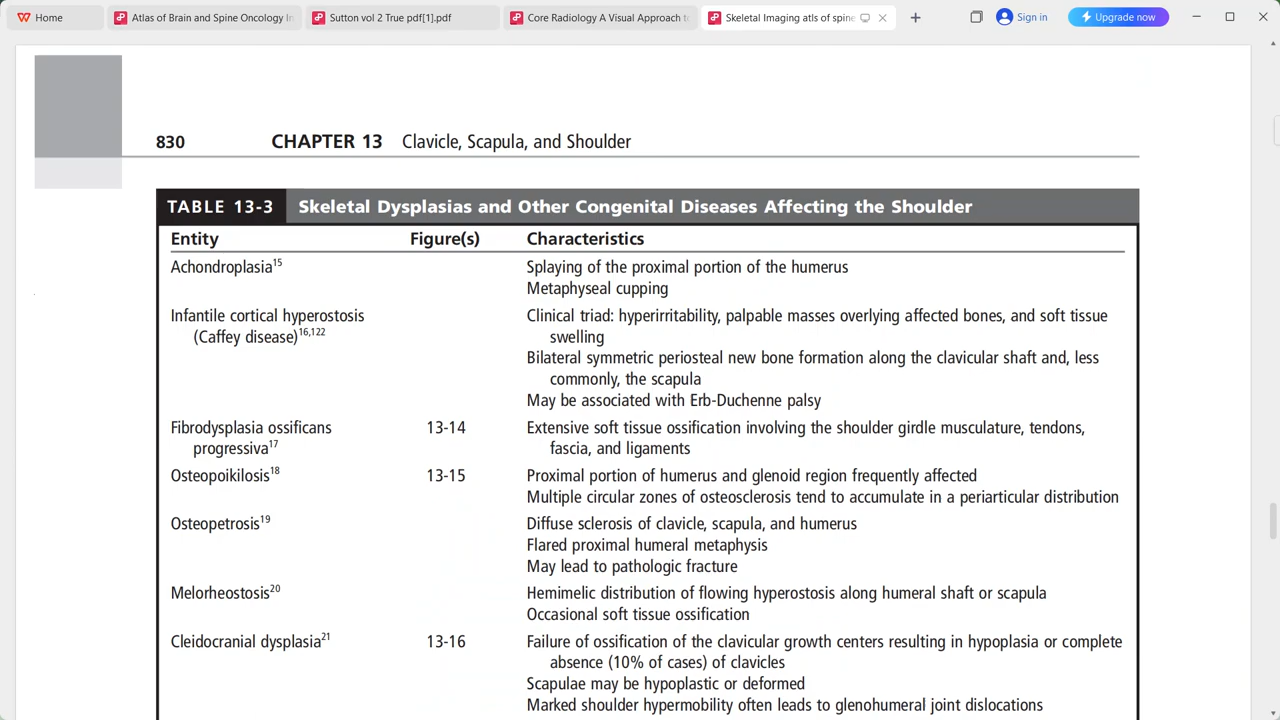 Home
Atlas of Brain and Spine Oncology I
Sutton vol 2 True pdf[1].pdf
Core Radiology A Visual Approach to
Skeletal Imaging atls of spine
Sign in
Upgrade now
830 CHAPTER 13 Clavicle, Scapula, and Shoulder
TABLE 13-3 Skeletal Dysplasias and Other Congenital Diseases Affecting the Shoulder
Entity Figure(s) Characteristics
Achondroplasia15 Splaying of the proximal portion of the humerus
Metaphyseal cupping
Infantile cortical hyperostosis Clinical triad: hyperirritability, palpable masses overlying affected bones, and soft tissue
(Caffey disease)16,122 swelling
Bilateral symmetric periosteal new bone formation along the clavicular shaft and, less
commonly, the scapula
May be associated with Erb-Duchenne palsy
Fibrodysplasia ossificans 13-14 Extensive soft tissue ossification involving the shoulder girdle musculature, tendons,
progressiva17 fascia, and ligaments
Osteopoikilosis18 13-15 Proximal portion of humerus and glenoid region frequently affected
Multiple circular zones of osteosclerosis tend to accumulate in a periarticular distribution
Osteopetrosis19 Diffuse sclerosis of clavicle, scapula, and humerus
Flared proximal humeral metaphysis
May lead to pathologic fracture
Melorheostosis20 Hemimelic distribution of flowing hyperostosis along humeral shaft or scapula
Occasional soft tissue ossification
Cleidocranial dysplasia21 13-16 Failure of ossification of the clavicular growth centers resulting in hypoplasia or complete
absence (10% of cases) of clavicles
Scapulae may be hypoplastic or deformed
Marked shoulder hypermobility often leads to glenohumeral joint dislocations